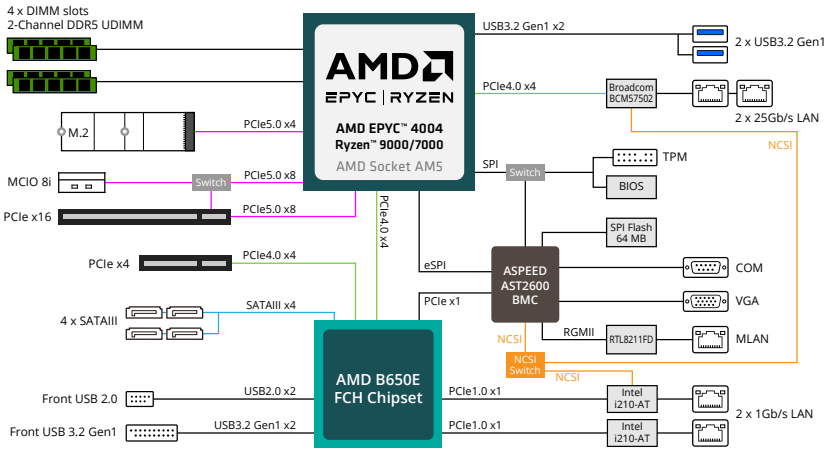 4 x DIMM slots
2-Channel DDR5 UDIMM
USB3.2 Gen1 x2
2 x USB3.2 Gen1
AMD
EPYC | RYZEN
AMD EPYC™ 4004
Ryzen™ 9000/7000
AMD Socket AM5
PCIe4.0 x4
Broadcom
BCM57502
2 x 25Gb/s LAN
NCSI
M.2
PCIe5.0 x4
MCIO 8i
Switch
PCIe5.0 x8
PCIe x16
PCIe5.0 x8
SPI
Switch
TPM
BIOS
PCIe4.0 x4
SPI Flash
64 MB
PCIe x4
PCIe4.0 x4
eSPI
ASPEED
AST2600
BMC
COM
PCIe x1
VGA
4 x SATAIII
SATAIII x4
RGMII
RTL8211FD
MLAN
NCSI
NCSI
Switch
NCSI
AMD B650E
FCH Chipset
Front USB 2.0
USB2.0 x2
PCIe1.0 x1
Intel
i210-AT
2 x 1Gb/s LAN
Front USB 3.2 Gen1
USB3.2 Gen1 x2
PCIe1.0 x1
Intel
i210-AT